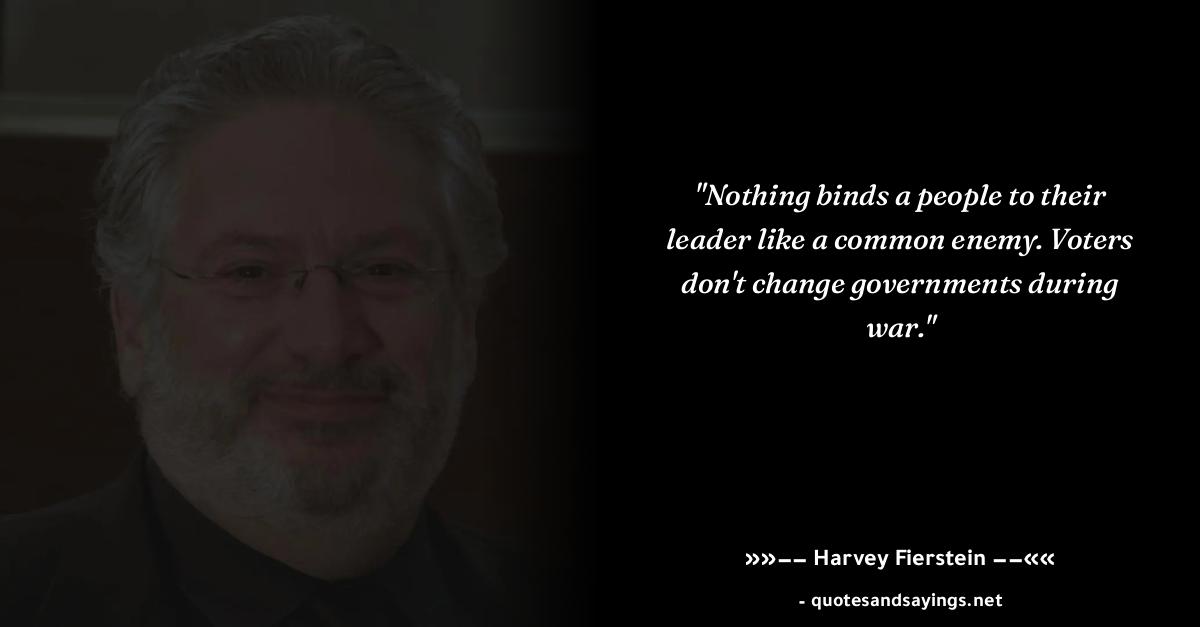 "Nothing binds a people to their
leader like a common enemy. Voters
don't change governments during
war."
»»−− Harvey Fierstein −−««
- quotesandsayings.net